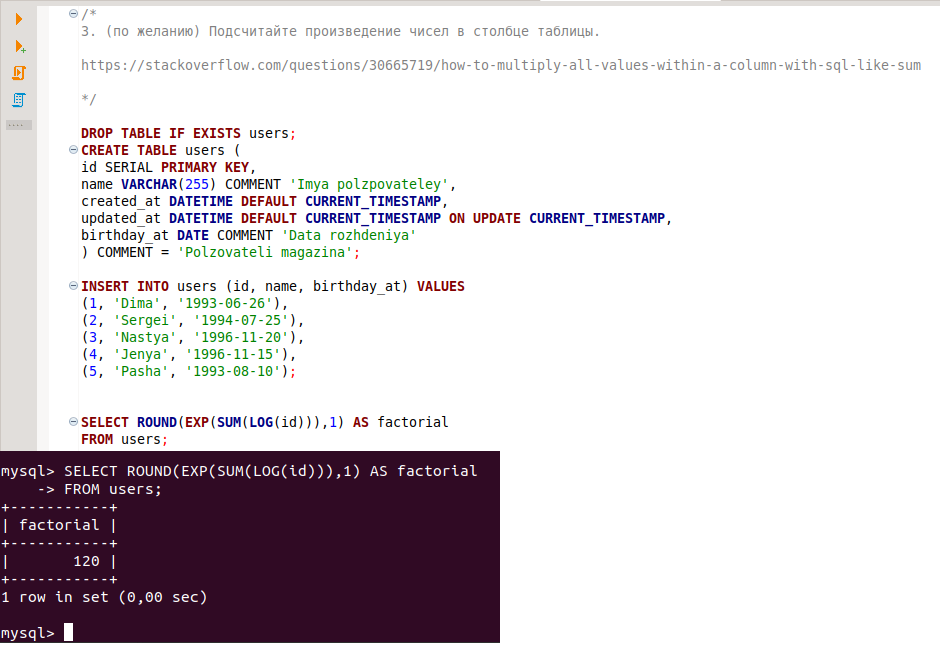 /*
3. (по желанию) Подсчитайте произведение чисел в столбце таблицы.
https://stackoverflow.com/questions/30665719/how-to-multiply-all-values-within-a-column-with-sql-like-sum
*/
DROP TABLE IF EXISTS users;
CREATE TABLE users (
id SERIAL PRIMARY KEY,
name VARCHAR(255) COMMENT 'Imya polzpovateley',
created_at DATETIME DEFAULT CURRENT_TIMESTAMP,
updated_at DATETIME DEFAULT CURRENT_TIMESTAMP ON UPDATE CURRENT_TIMESTAMP,
birthday_at DATE COMMENT 'Data rozhdeniya'
) COMMENT = 'Polzovateli magazina';
INSERT INTO users (id, name, birthday_at) VALUES
(1, 'Dima', '1993-06-26'),
(2, 'Sergei', '1994-07-25'),
(3, 'Nastya', '1996-11-20'),
(4, 'Jenya', '1996-11-15'),
(5, 'Pasha', '1993-08-10');
SELECT ROUND(EXP(SUM(LOG(id))),1) AS factorial
FROM users;
mysql> SELECT ROUND(EXP(SUM(LOG(id))),1) AS factorial
    -> FROM users;
+-----------+
| factorial |
+-----------+
|       120 |
+-----------+
1 row in set (0,00 sec)
mysql>